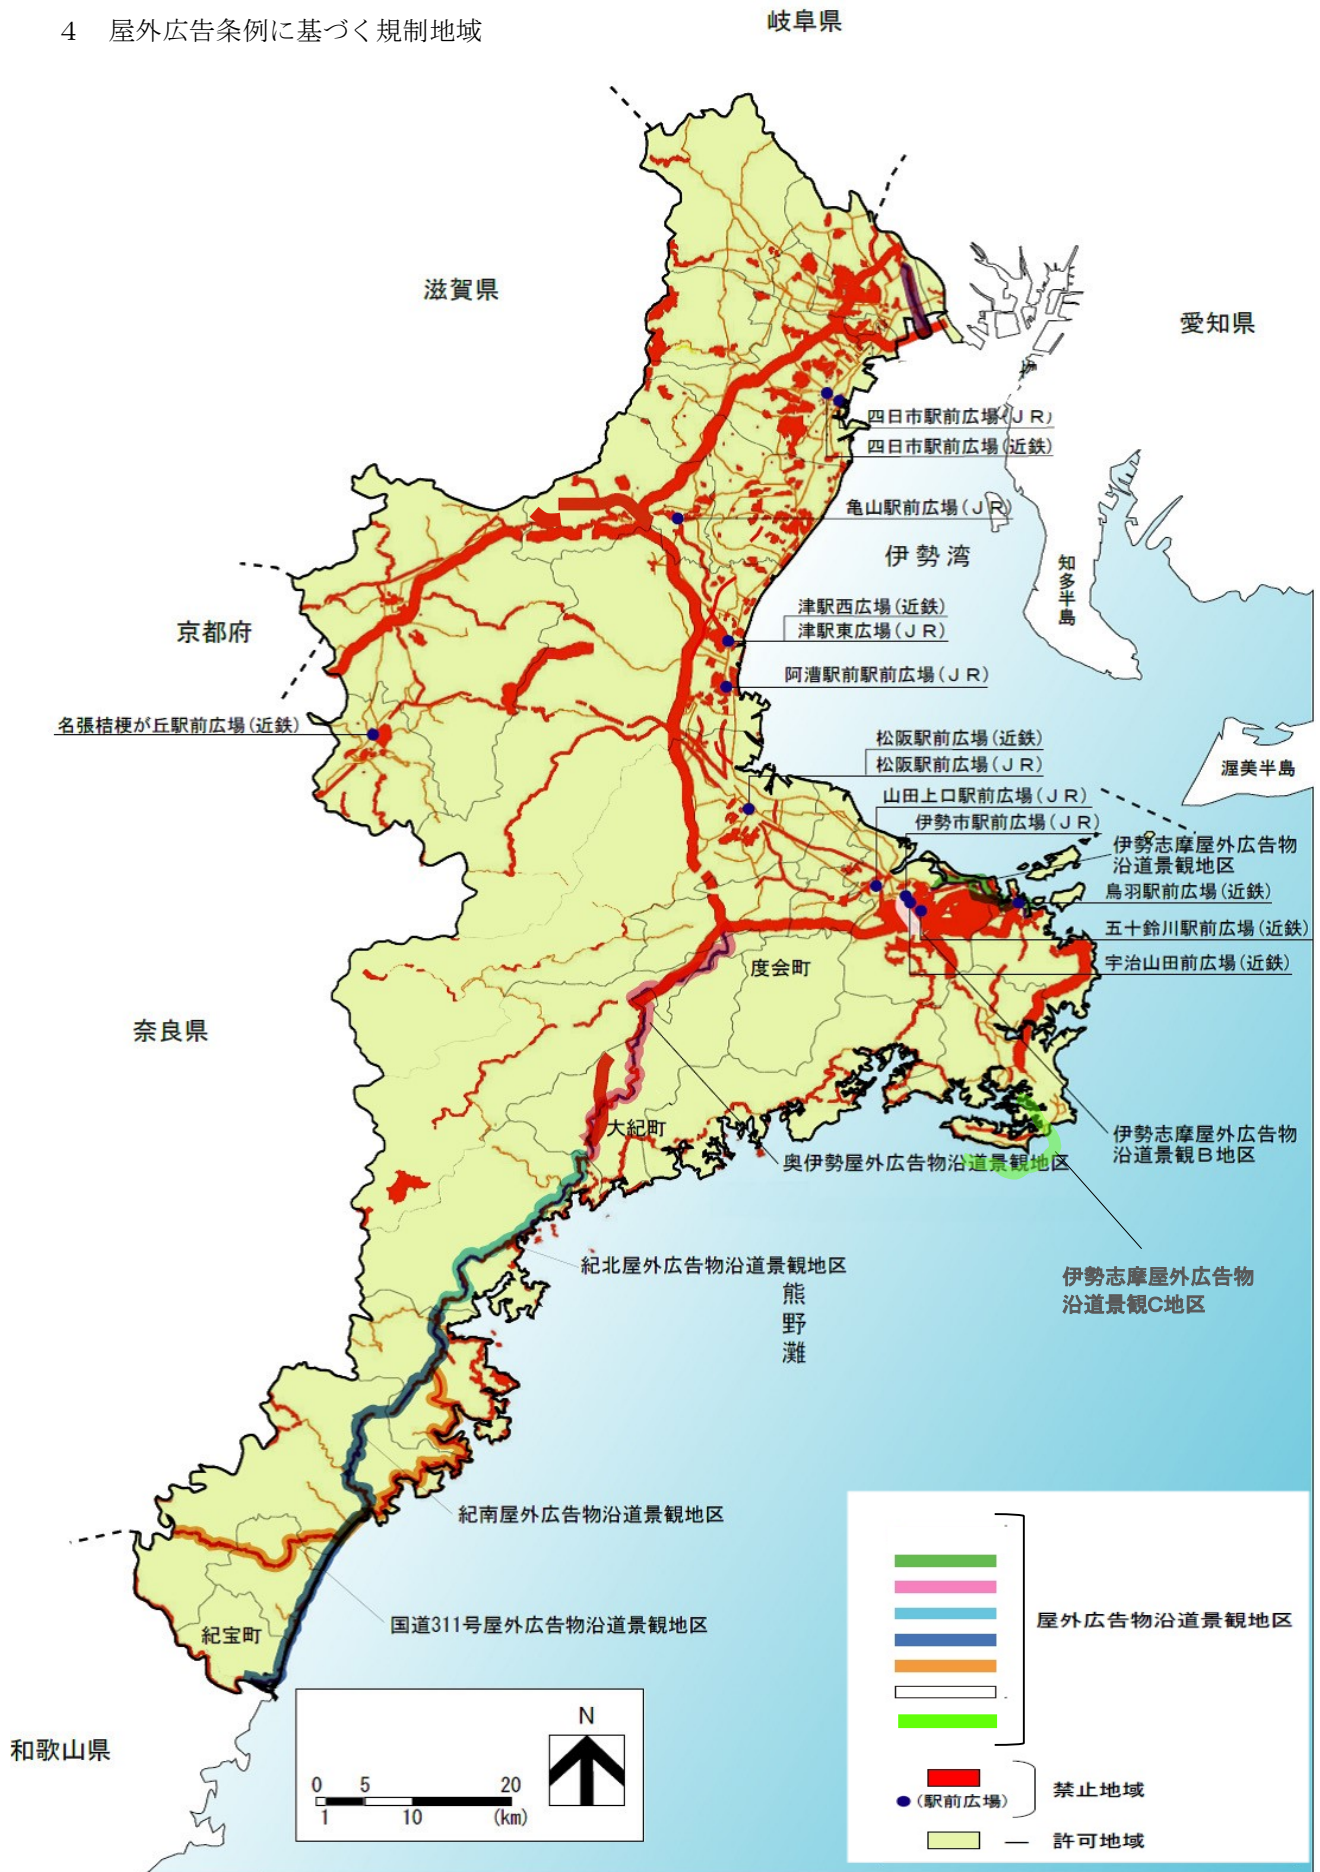 4 屋外広告条例に基づく規制地域
岐阜県
滋賀県
愛知県
四日市駅前広場(JR)
四日市駅前広場(近鉄)
亀山駅前広場(JR)
伊勢湾
知多半島
京都府
津駅西広場(近鉄)
津駅東広場(JR)
阿漕駅前駅前広場(JR)
名張桔梗が丘駅前広場(近鉄)
松阪駅前広場(近鉄)
松阪駅前広場(JR)
渥美半島
山田上口駅前広場(JR)
伊勢市駅前広場(JR)
伊勢志摩屋外広告物
沿道景観地区
鳥羽駅前広場(近鉄)
五十鈴川駅前広場(近鉄)
宇治山田前広場(近鉄)
度会町
奈良県
大紀町
伊勢志摩屋外広告物
沿道景観B地区
奥伊勢屋外広告物沿道景観地区
紀北屋外広告物沿道景観地区
伊勢志摩屋外広告物
沿道景観C地区
熊野灘
紀南屋外広告物沿道景観地区
国道311号屋外広告物沿道景観地区
紀宝町
和歌山県
N
0 5 20
1 10 (km)
屋外広告物沿道景観地区
禁止地域
(駅前広場)
許可地域